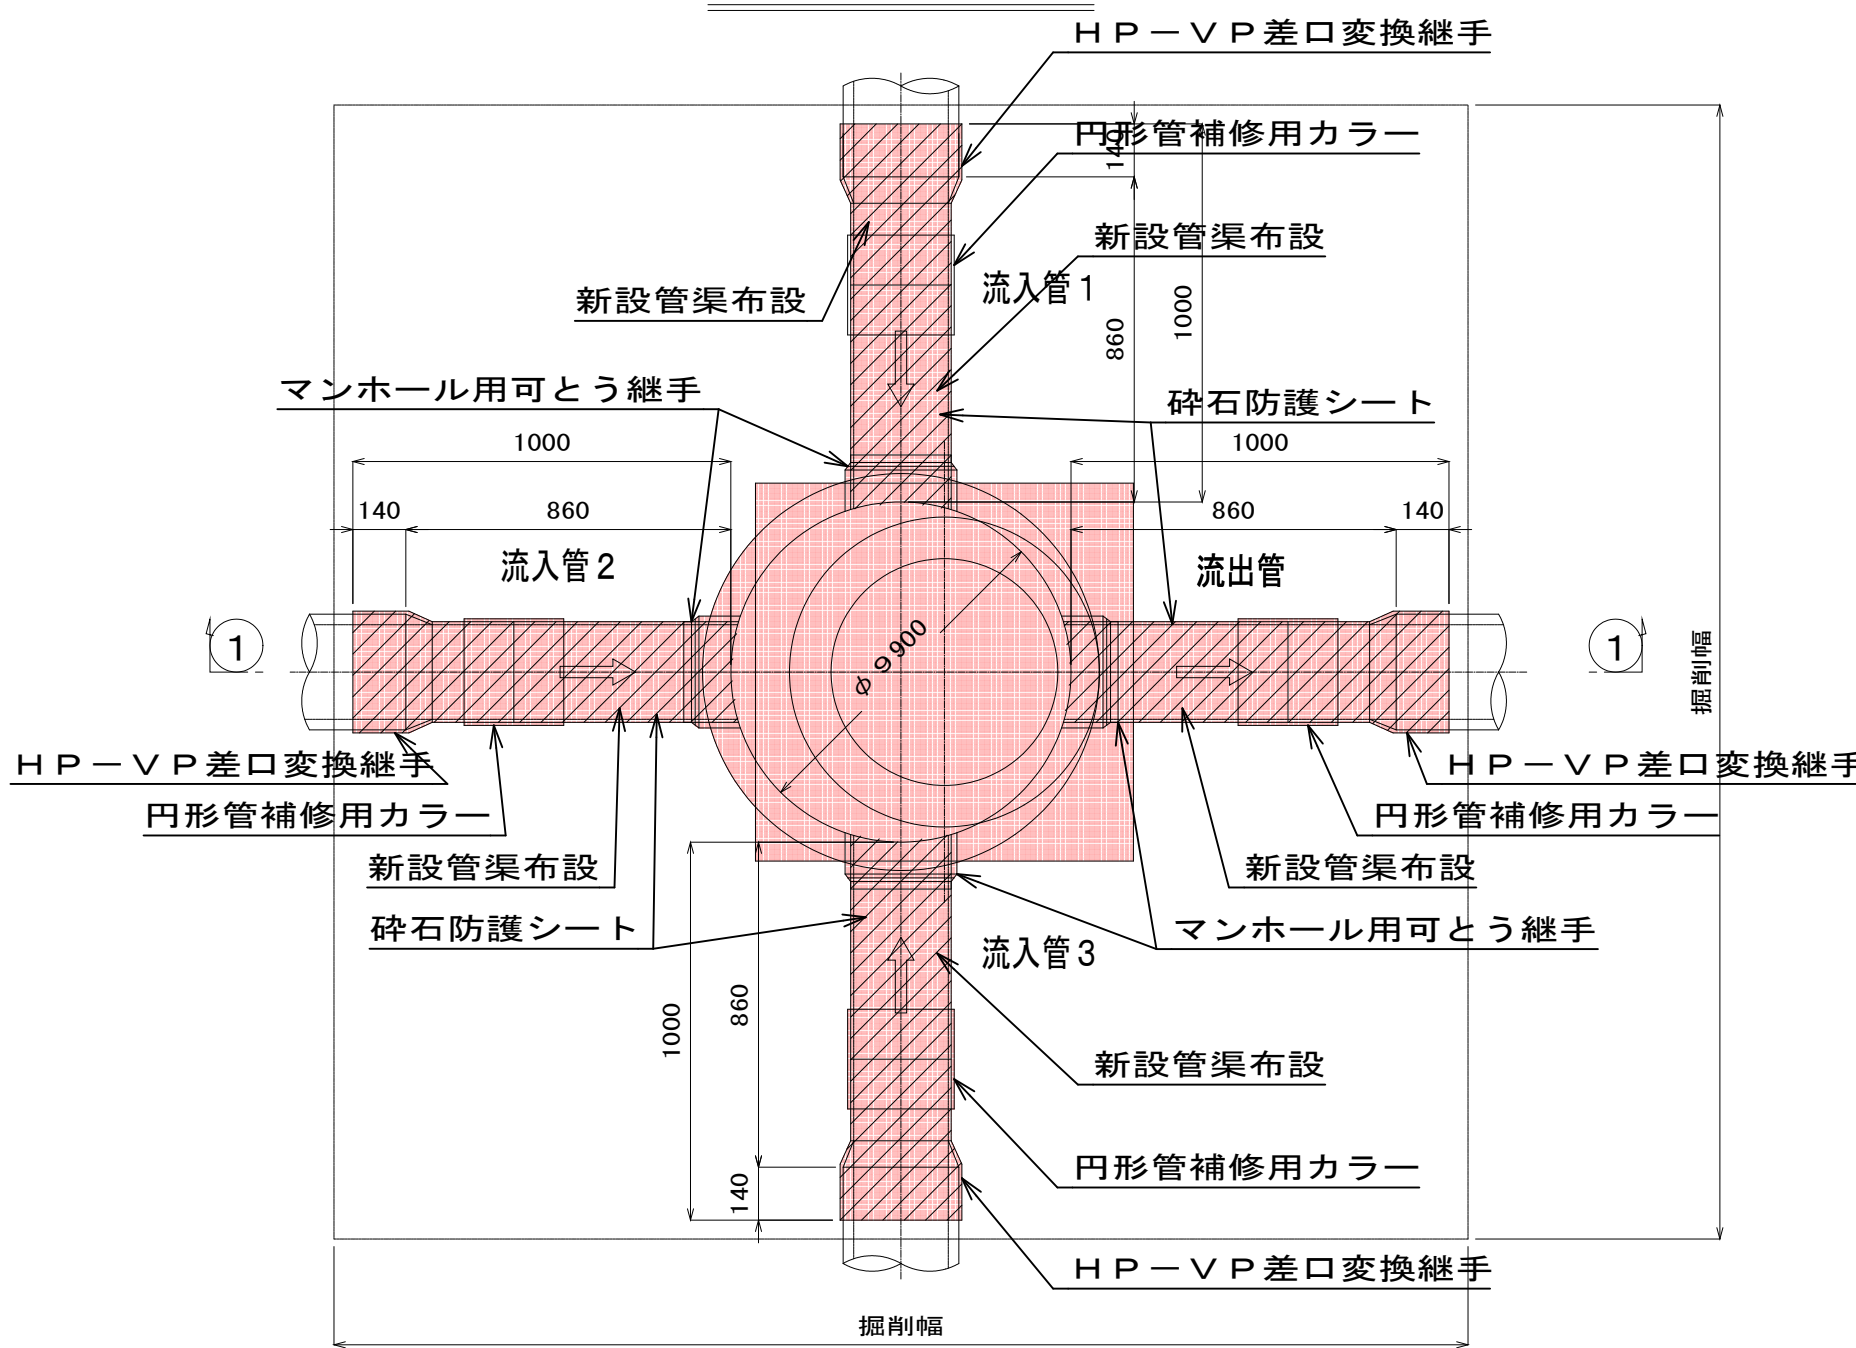 ＨＰ－ＶＰ差口変換継手
円形管補修用カラー
140
新設管渠布設
流入管１
新設管渠布設
1000
860
マンホール用可とう継手
砕石防護シート
1000
1000
140
860
860
140
流入管２
流出管
φ９900
1
1
掘削幅
ＨＰ－ＶＰ差口変換継手
ＨＰ－ＶＰ差口変換継手
円形管補修用カラー
円形管補修用カラー
新設管渠布設
新設管渠布設
砕石防護シート
マンホール用可とう継手
流入管３
1000
860
新設管渠布設
円形管補修用カラー
140
ＨＰ－ＶＰ差口変換継手
掘削幅